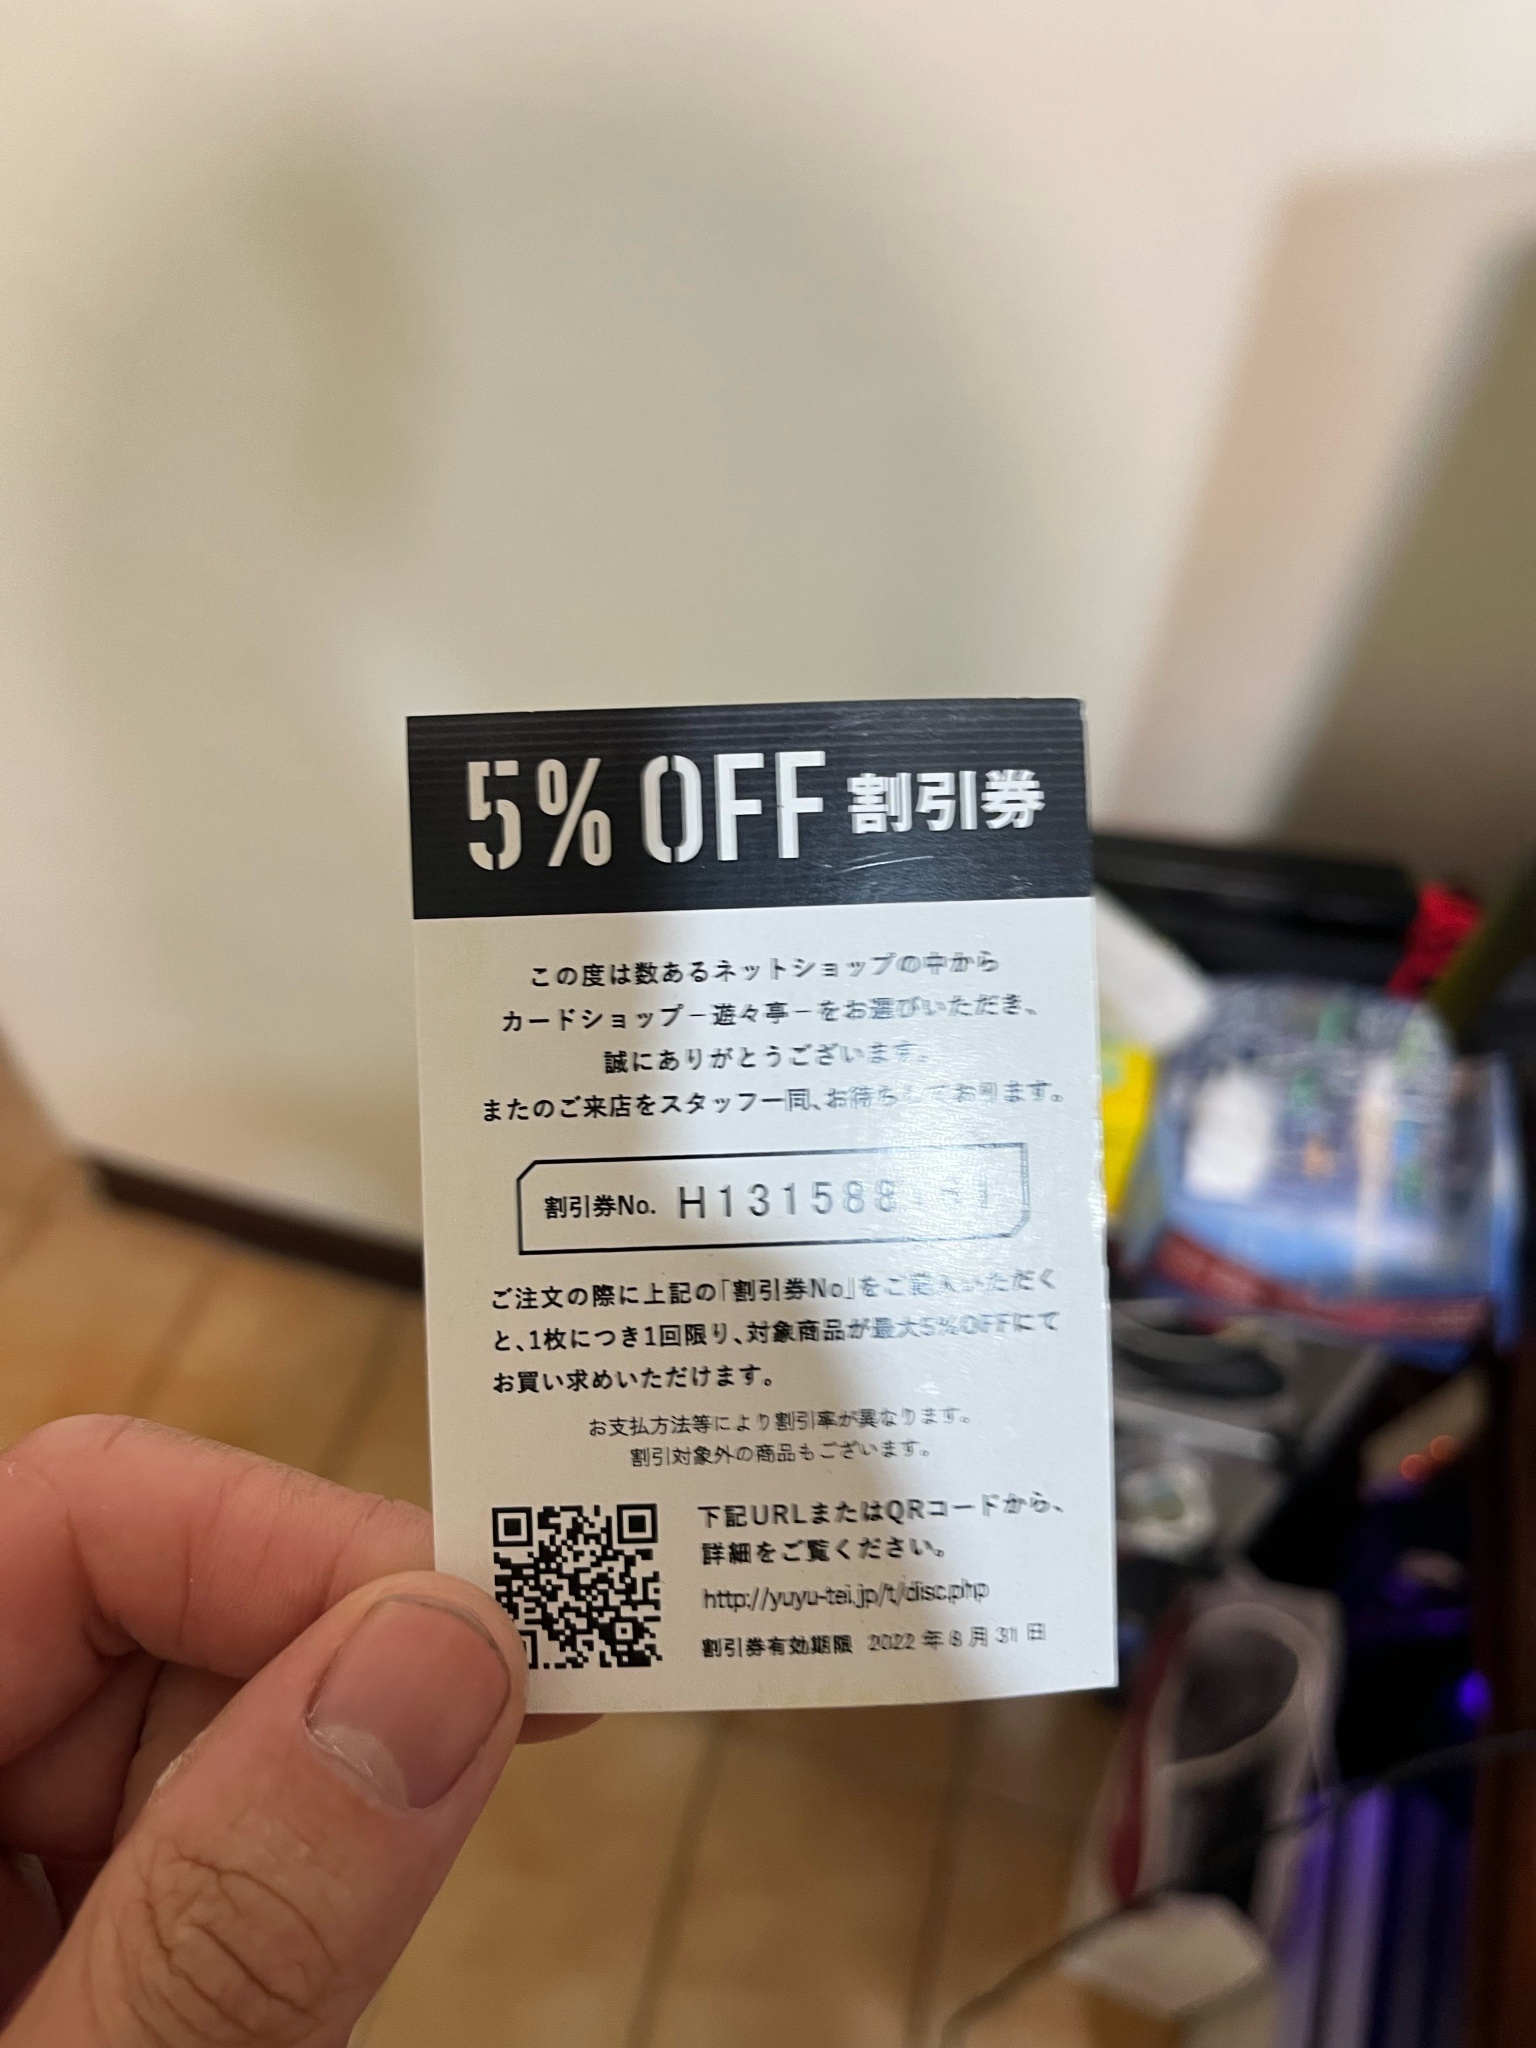 5% OFF 割引券
この度は数あるネットショップの中から
カードショップ－遊々亭－をお選びいただき、
誠にありがとうございます。
またのご来店をスタッフ一同、お待ちしております。
割引券No. H131588
ご注文の際に上記の「割引券No」をご記入いただく
と、1枚につき1回限り、対象商品が最大5%OFFにて
お買い求めいただけます。
お支払方法等により割引率が異なります。
割引対象外の商品もございます。
下記URLまたはQRコードから、
詳細をご覧ください。
http://yuyu-tei.jp/t/disc.php
割引券有効期限 2022年8月31日